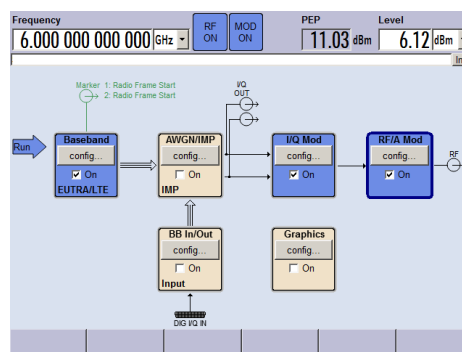 Frequency
6.000 000 000 000 GHz
RF ON
MOD ON
PEP
11.03 dBm
Level
6.12 dBm
In
Marker 1: Radio Frame Start
2: Radio Frame Start
I/Q OUT
Run
Baseband
config...
On
EUTRA/LTE
AWGN/IMP
config...
On
IMP
I/Q Mod
config...
On
RF/A Mod
config...
On
RF
BB In/Out
config...
On
Input
Graphics
config...
On
DIG I/Q IN